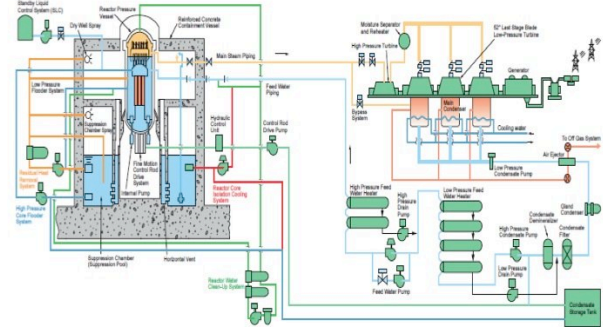 Standby Liquid
Control System (SLC)
Reactor Pressure
Vessel
Dry Wall Spray
Reinforced Concrete
Containment Vessel
Main Steam Piping
Moisture Separator
and Reheater
High Pressure Turbine
52" Last Stage Blade
Low-Pressure Turbine
Generator
Low Pressure
Flooder System
Feed Water
Piping
Bypass
System
Main
Condenser
Cooling water
Suppression
Chamber Spray
Hydraulic
Control
Unit
Control Rod
Drive Pump
To Off Gas System
Air Ejector
Low Pressure
Condensate Pump
Residual Heat
Removal
System
Fine Motion
Control Rod
Drive
System
Internal Pump
Reactor Core
Isolation Cooling
System
High Pressure
Core Flooder
System
High Pressure Feed
Water Heater
High
Pressure
Drain
Pump
Low Pressure Feed
Water Heater
Gland Condenser
High Pressure
Condensate
Pump
Condensate
Demineralizer
Condensate
Filter
Suppression Chamber
(Suppression Pool)
Horizontal Vent
Feed Water Pump
Low
Pressure
Drain Pump
Reactor Water
Clean-Up System
Condensate
Storage Tank